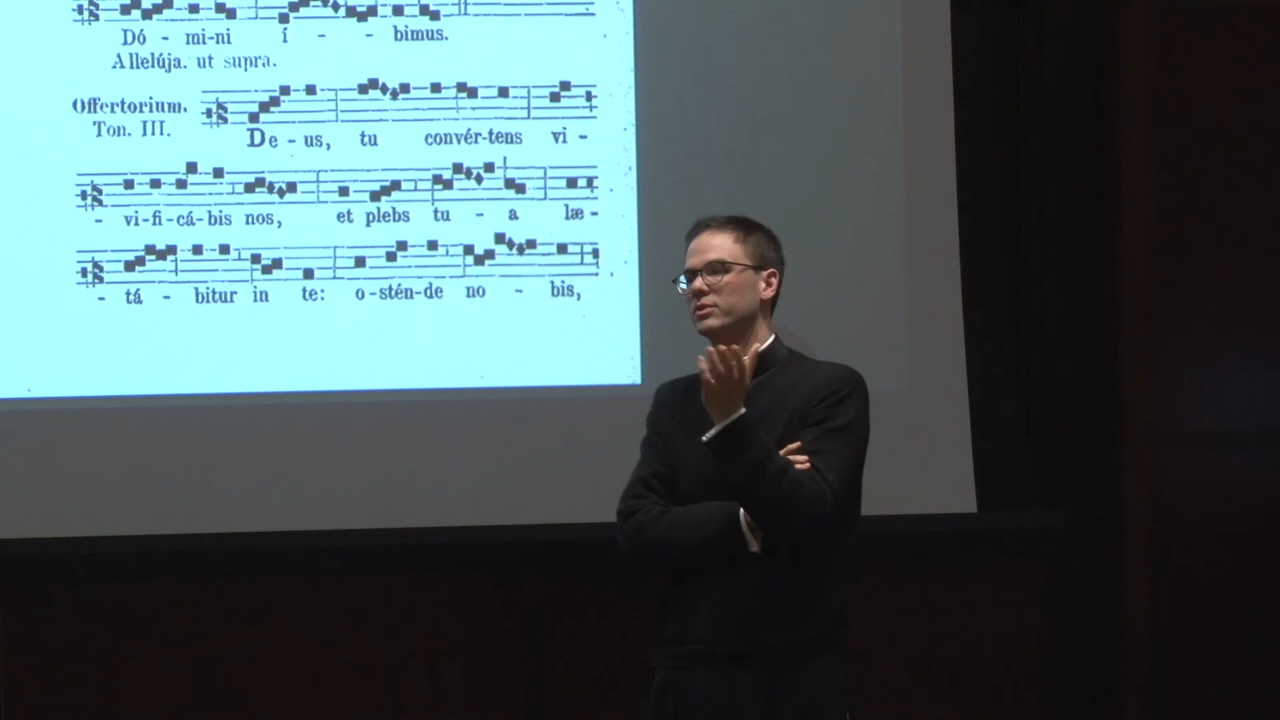 Dó - mi-ni í - - bimus.
Allelúja. ut supra.
Offertorium.
Ton. III.
De - us, tu convér-tens vi -
- vi-fi-cá-bis nos, et plebs tu - a læ -
- tá - bitur in te: o-stén-de no - bis,